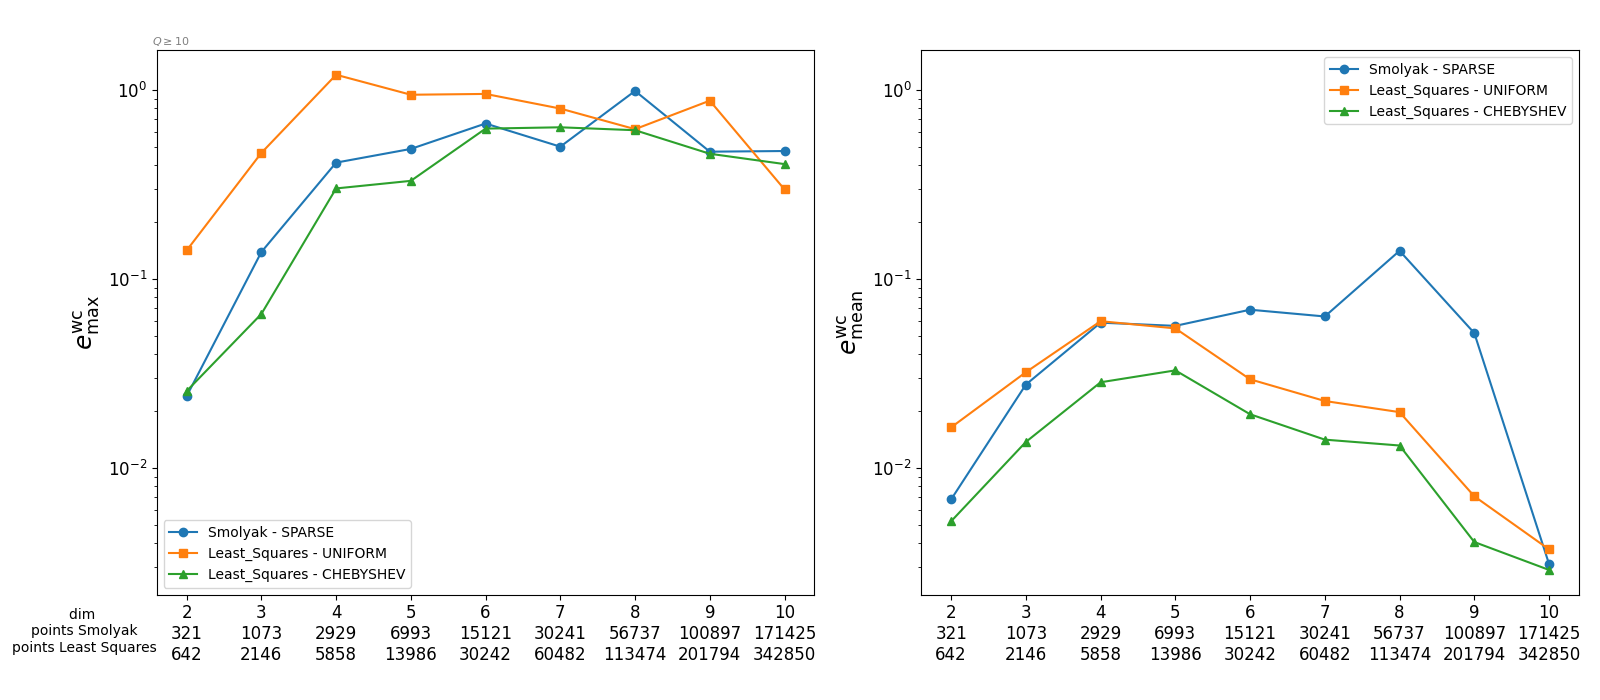 Q ≥ 10
10⁰
10⁻¹
10⁻²
e^wc_max
Smolyak - SPARSE
Least_Squares - UNIFORM
Least_Squares - CHEBYSHEV
dim 2 3 4 5 6 7 8 9 10
points Smolyak 321 1073 2929 6993 15121 30241 56737 100897 171425
points Least Squares 642 2146 5858 13986 30242 60482 113474 201794 342850
10⁰
10⁻¹
10⁻²
e^wc_mean
Smolyak - SPARSE
Least_Squares - UNIFORM
Least_Squares - CHEBYSHEV
2 3 4 5 6 7 8 9 10
321 1073 2929 6993 15121 30241 56737 100897 171425
642 2146 5858 13986 30242 60482 113474 201794 342850